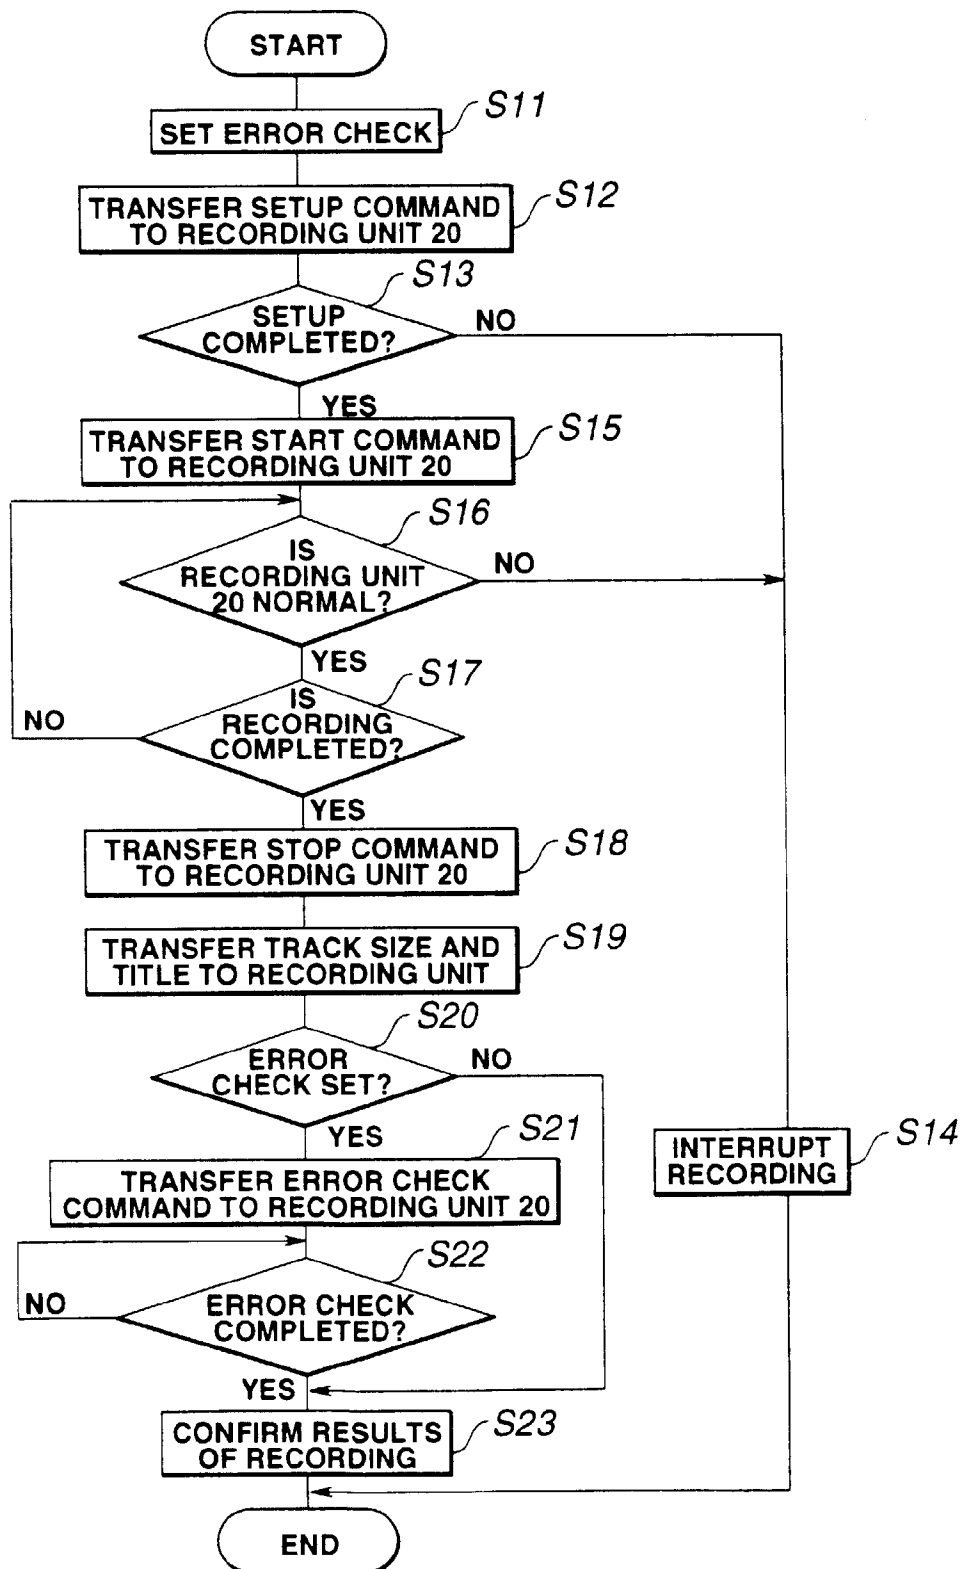 START
S11
SET ERROR CHECK
S12
TRANSFER SETUP COMMAND
TO RECORDING UNIT 20
S13
SETUP
COMPLETED?
NO
YES
S15
TRANSFER START COMMAND
TO RECORDING UNIT 20
S16
IS
RECORDING UNIT
20 NORMAL?
NO
YES
S17
IS
RECORDING
COMPLETED?
NO
YES
S18
TRANSFER STOP COMMAND
TO RECORDING UNIT 20
S19
TRANSFER TRACK SIZE AND
TITLE TO RECORDING UNIT
S20
ERROR
CHECK SET?
NO
YES
S21
TRANSFER ERROR CHECK
COMMAND TO RECORDING UNIT 20
S14
INTERRUPT
RECORDING
S22
ERROR CHECK
COMPLETED?
NO
YES
S23
CONFIRM RESULTS
OF RECORDING
END